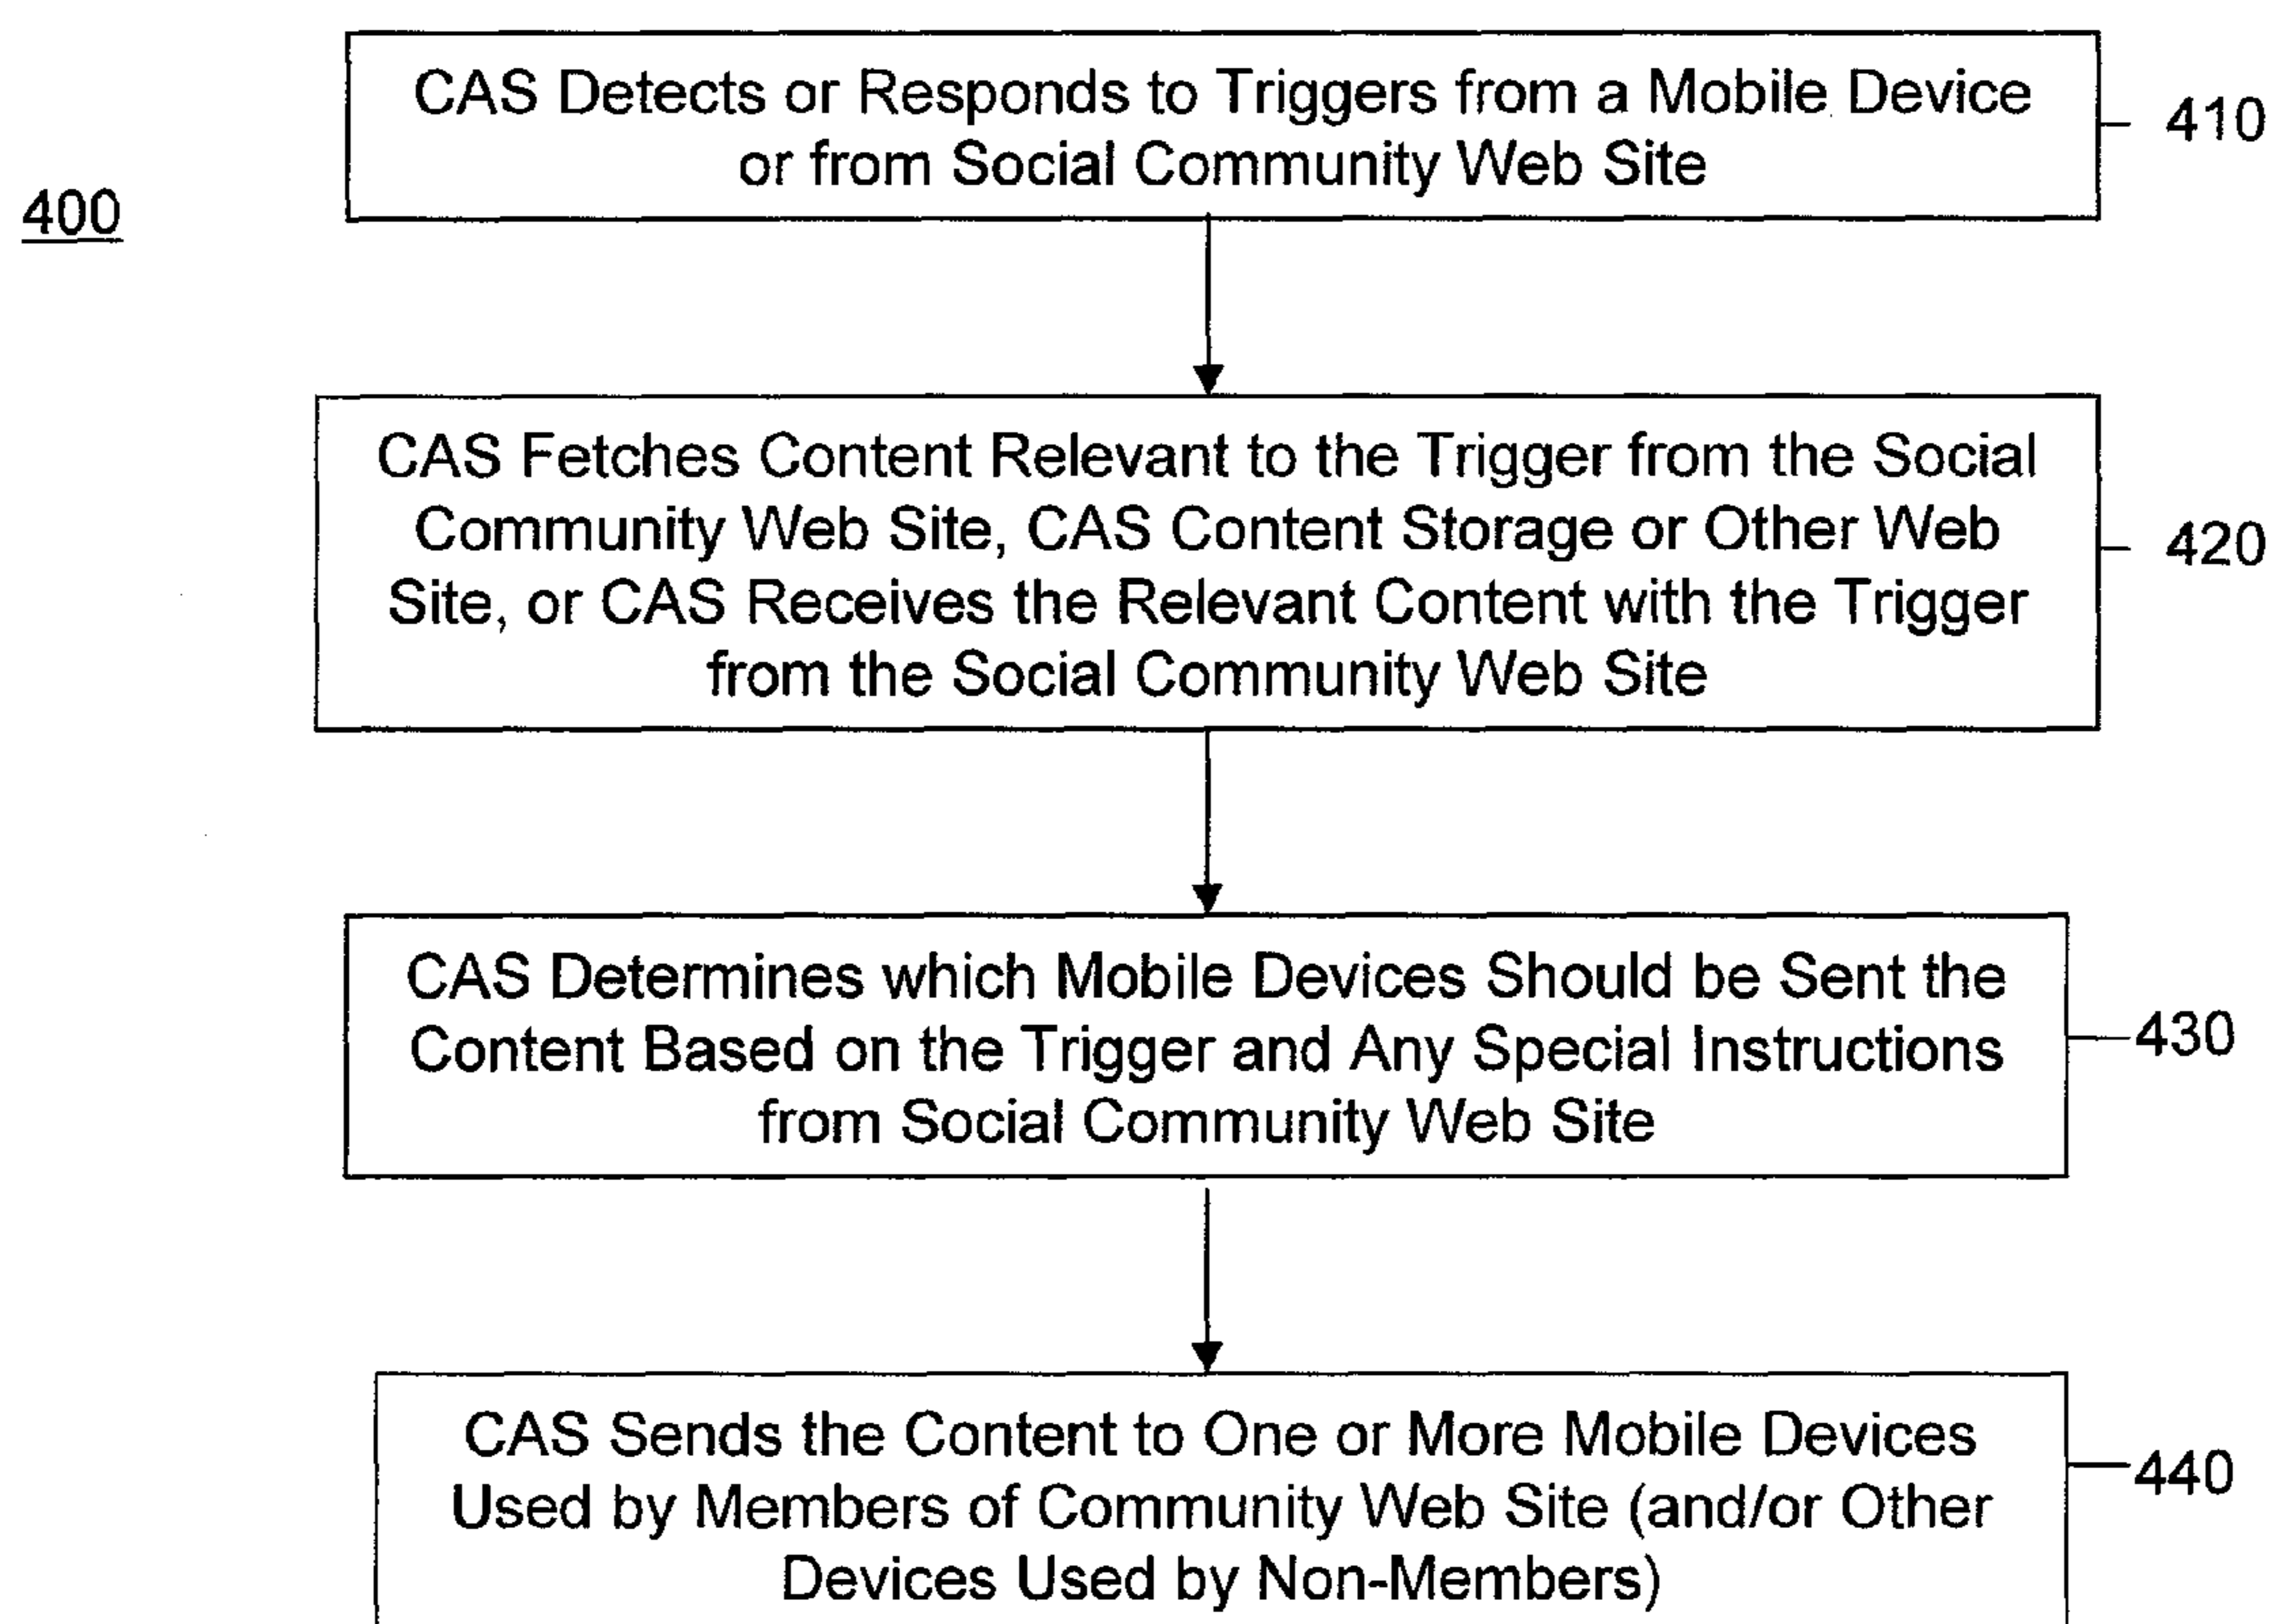 CAS Detects or Responds to Triggers from a Mobile Device
or from Social Community Web Site
410
400
CAS Fetches Content Relevant to the Trigger from the Social
Community Web Site, CAS Content Storage or Other Web
Site, or CAS Receives the Relevant Content with the Trigger
from the Social Community Web Site
420
CAS Determines which Mobile Devices Should be Sent the
Content Based on the Trigger and Any Special Instructions
from Social Community Web Site
430
CAS Sends the Content to One or More Mobile Devices
Used by Members of Community Web Site (and/or Other
Devices Used by Non-Members)
440